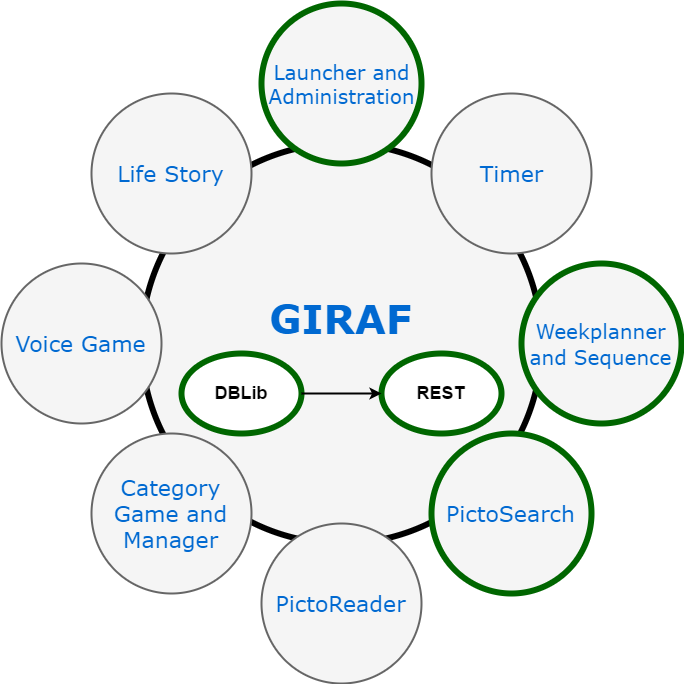 Launcher and
Administration
Life Story
Timer
GIRAF
Voice Game
Weekplanner
and Sequence
DBLib
REST
Category
Game and
Manager
PictoSearch
PictoReader